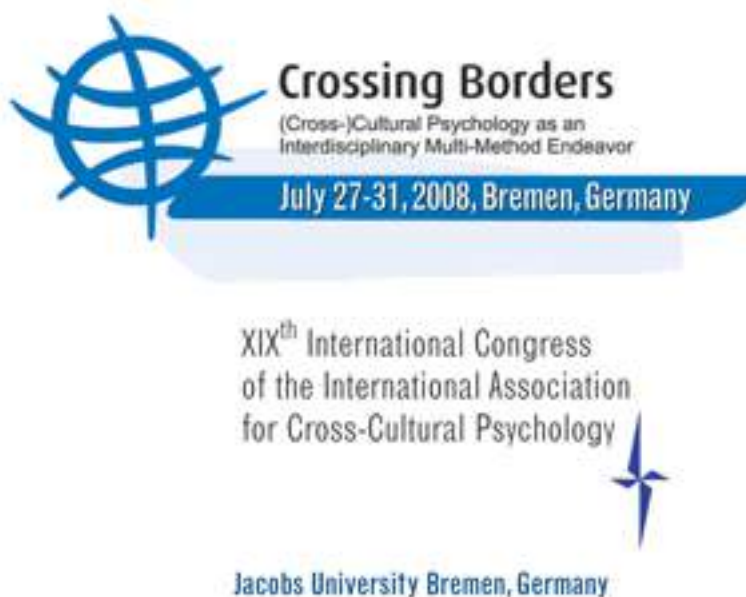 Crossing Borders
(Cross-)Cultural Psychology as an
Interdisciplinary Multi-Method Endeavor
July 27-31, 2008, Bremen, Germany
XIXth International Congress
of the International Association
for Cross-Cultural Psychology
Jacobs University Bremen, Germany